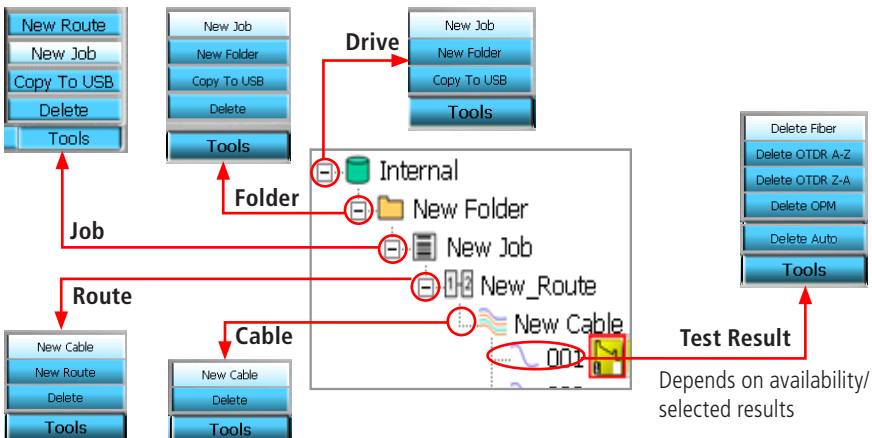 New Route
New Job
Copy To USB
Delete
Tools
New Job
New Folder
Copy To USB
Delete
Tools
Drive
New Job
New Folder
Copy To USB
Tools
Delete Fiber
Delete OTDR A-Z
Delete OTDR Z-A
Delete OPM
Delete Auto
Tools
Internal
Folder
New Folder
Job
New Job
Route
New_Route
Cable
New Cable
001
Test Result
Depends on availability/
selected results
New Cable
New Route
Delete
Tools
New Cable
Delete
Tools